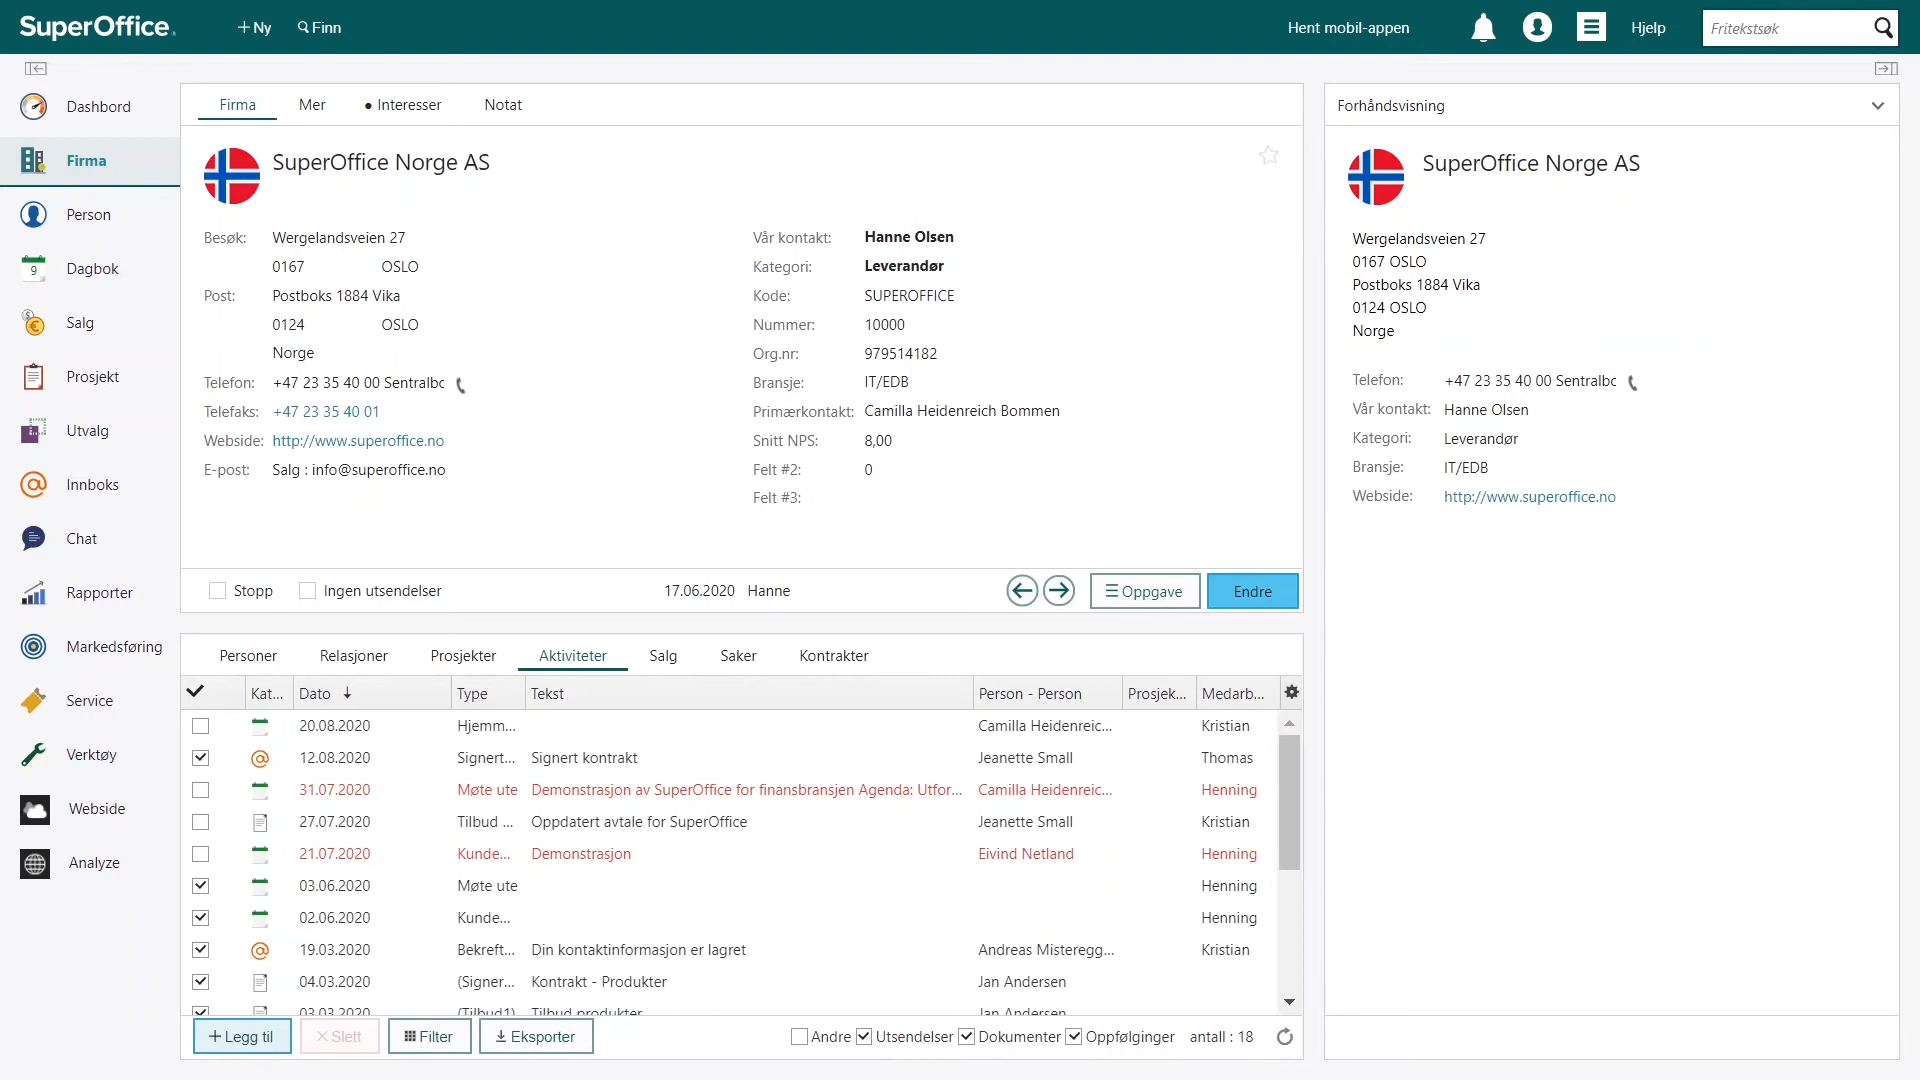 SuperOffice.
+ Ny
Finn
Hent mobil-appen
Hjelp
Fritekstsøk
Dashbord
Firma
Person
9
Dagbok
Salg
Prosjekt
Utvalg
Innboks
Chat
Rapporter
Markedsføring
Service
Verktøy
Webside
Analyze
Firma Mer • Interesser Notat
SuperOffice Norge AS
Besøk: Wergelandsveien 27
0167 OSLO
Post: Postboks 1884 Vika
0124 OSLO
Norge
Telefon: +47 23 35 40 00 Sentralbc
Telefaks: +47 23 35 40 01
Webside: http://www.superoffice.no
E-post: Salg : info@superoffice.no
Vår kontakt: Hanne Olsen
Kategori: Leverandør
Kode: SUPEROFFICE
Nummer: 10000
Org.nr: 979514182
Bransje: IT/EDB
Primærkontakt: Camilla Heidenreich Bommen
Snitt NPS: 8,00
Felt #2: 0
Felt #3:
Stopp Ingen utsendelser 17.06.2020 Hanne Oppgave Endre
Personer Relasjoner Prosjekter Aktiviteter Salg Saker Kontrakter
Kat... Dato Type Tekst Person - Person Prosjek... Medarb...
20.08.2020 Hjemm... Camilla Heidenreic... Kristian
12.08.2020 Signert... Signert kontrakt Jeanette Small Thomas
31.07.2020 Møte ute Demonstrasjon av SuperOffice for finansbransjen Agenda: Utfor... Camilla Heidenreic... Henning
27.07.2020 Tilbud ... Oppdatert avtale for SuperOffice Jeanette Small Kristian
21.07.2020 Kunde... Demonstrasjon Eivind Netland Henning
03.06.2020 Møte ute Henning
02.06.2020 Kunde... Henning
19.03.2020 Bekreft... Din kontaktinformasjon er lagret Andreas Misteregg... Kristian
04.03.2020 (Signer... Kontrakt - Produkter Jan Andersen
03.03.2020 (Tilbud1) Tilbud produkter Jan Andersen
+ Legg til Slett Filter Eksporter Andre Utsendelser Dokumenter Oppfølginger antall : 18
Forhåndsvisning
SuperOffice Norge AS
Wergelandsveien 27
0167 OSLO
Postboks 1884 Vika
0124 OSLO
Norge
Telefon: +47 23 35 40 00 Sentralbc
Vår kontakt: Hanne Olsen
Kategori: Leverandør
Bransje: IT/EDB
Webside: http://www.superoffice.no